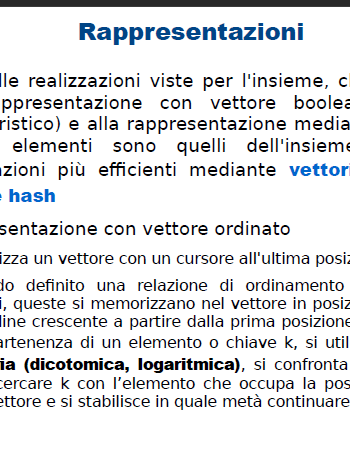 Rappresentazioni
lle realizzazioni viste per l'insieme, c
ppresentazione con vettore boolea
ristico) e alla rappresentazione media
elementi sono quelli dell'insieme
azioni più efficienti mediante vettori
e hash
sentazione con vettore ordinato
izza un vettore con un cursore all'ultima posiz
do definito una relazione di ordinamento
i, queste si memorizzano nel vettore in posiz
dine crescente a partire dalla prima posizione
artenenza di un elemento o chiave k, si util
ia (dicotomica, logaritmica), si confronta
cercare k con l’elemento che occupa la pos
ettore e si stabilisce in quale metà continuare